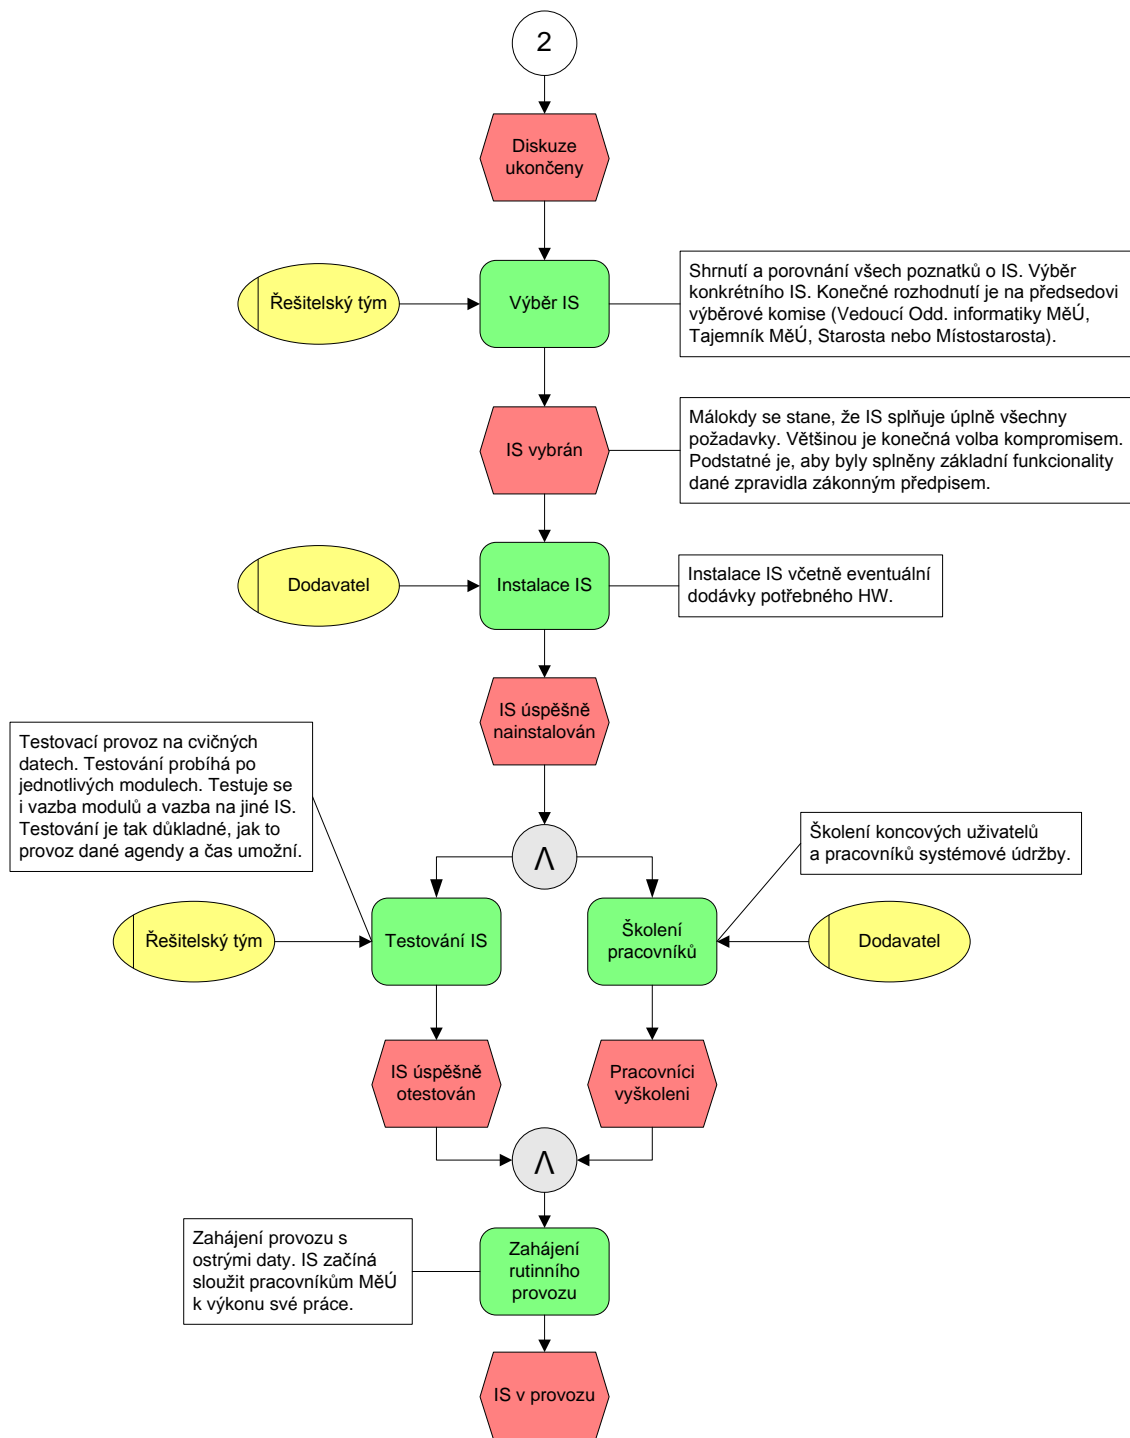 2
Diskuze
ukončeny
Řešitelský tým
Výběr IS
Shrnutí a porovnání všech poznatků o IS. Výběr
konkrétního IS. Konečné rozhodnutí je na předsedovi
výběrové komise (Vedoucí Odd. informatiky MěÚ,
Tajemník MěÚ, Starosta nebo Místostarosta).
IS vybrán
Málokdy se stane, že IS splňuje úplně všechny
požadavky. Většinou je konečná volba kompromisem.
Podstatné je, aby byly splněny základní funkcionality
dané zpravidla zákonným předpisem.
Dodavatel
Instalace IS
Instalace IS včetně eventuální
dodávky potřebného HW.
IS úspěšně
nainstalován
Testovací provoz na cvičných
datech. Testování probíhá po
jednotlivých modulech. Testuje se
i vazba modulů a vazba na jiné IS.
Testování je tak důkladné, jak to
provoz dané agendy a čas umožní.
Λ
Školení koncových uživatelů
a pracovníků systémové údržby.
Řešitelský tým
Testování IS
Školení
pracovníků
Dodavatel
IS úspěšně
otestován
Pracovníci
vyškoleni
Λ
Zahájení provozu s
ostrými daty. IS začíná
sloužit pracovníkům MěÚ
k výkonu své práce.
Zahájení
rutinního
provozu
IS v provozu